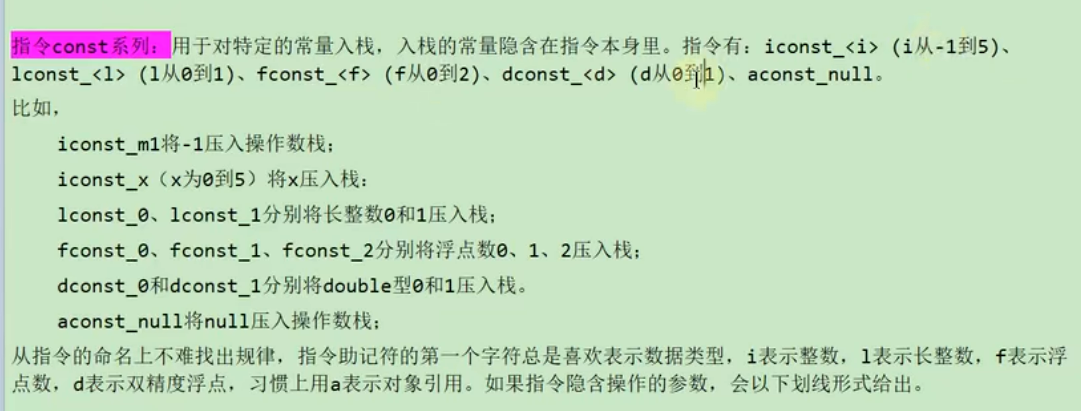 指令const系列：用于对特定的常量入栈，入栈的常量隐含在指令本身里。指令有：iconst_<i> (i从-1到5)、
lconst_<l> (l从0到1)、fconst_<f> (f从0到2)、dconst_<d> (d从0到1)、aconst_null。
比如，
iconst_m1将-1压入操作数栈；
iconst_x（x为0到5）将x压入栈：
lconst_0、lconst_1分别将长整数0和1压入栈；
fconst_0、fconst_1、fconst_2分别将浮点数0、1、2压入栈；
dconst_0和dconst_1分别将double型0和1压入栈。
aconst_null将null压入操作数栈；
从指令的命名上不难找出规律，指令助记符的第一个字符总是喜欢表示数据类型，i表示整数，l表示长整数，f表示浮
点数，d表示双精度浮点，习惯上用a表示对象引用。如果指令隐含操作的参数，会以下划线形式给出。